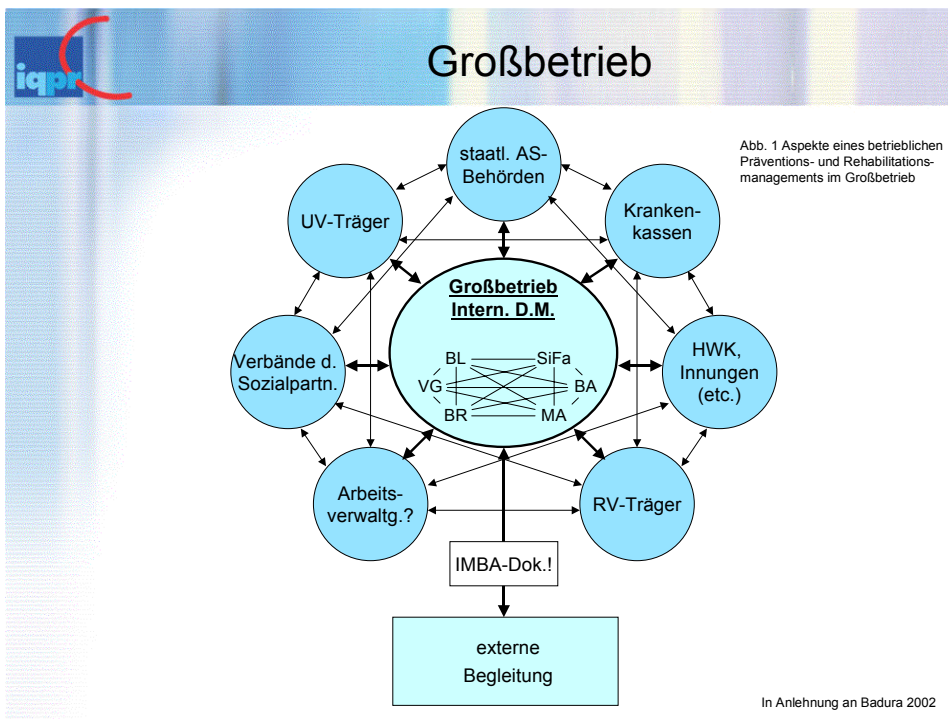 iqpr
Großbetrieb
Abb. 1 Aspekte eines betrieblichen
Präventions- und Rehabilitations-
managements im Großbetrieb
staatl. AS-
Behörden
UV-Träger
Kranken-
kassen
Großbetrieb
Intern. D.M.
BL SiFa
VG BA
BR MA
Verbände d.
Sozialpartn.
HWK,
Innungen
(etc.)
Arbeits-
verwaltg.?
RV-Träger
IMBA-Dok.!
externe
Begleitung
In Anlehnung an Badura 2002